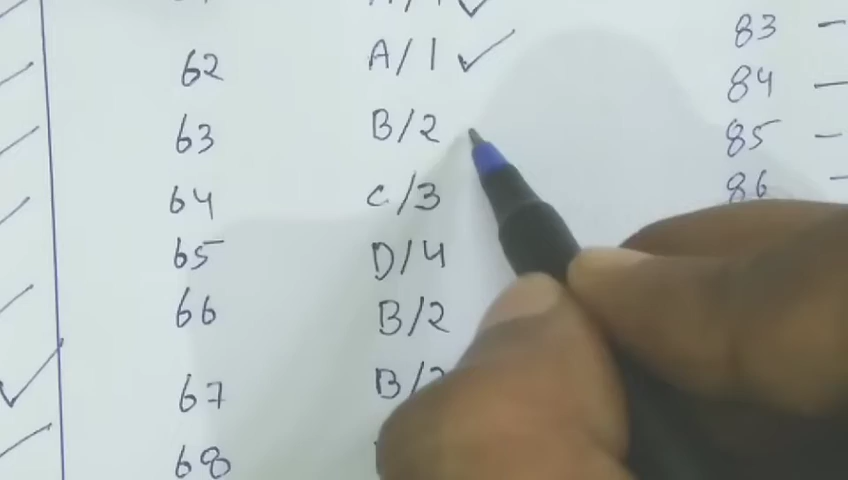 62 A/1 ✓
63 B/2
64 C/3
65 D/4
66 B/2
67
68
83 –
84 –
85 –
86 –